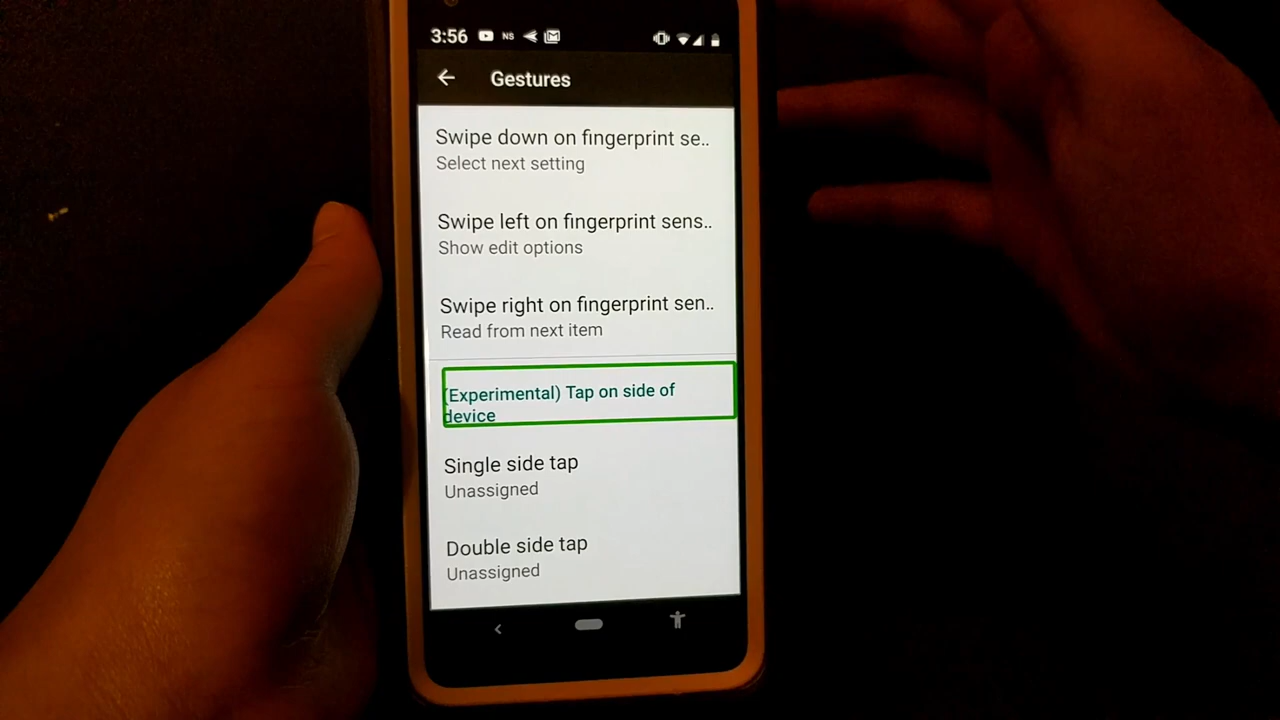 3:56 NS
Gestures
Swipe down on fingerprint se..
Select next setting
Swipe left on fingerprint sens..
Show edit options
Swipe right on fingerprint sen..
Read from next item
(Experimental) Tap on side of
device
Single side tap
Unassigned
Double side tap
Unassigned